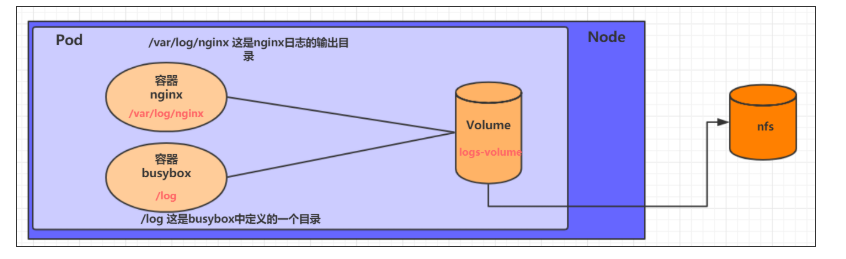 Pod
/var/log/nginx 这是nginx日志的输出目
录
Node
容器
nginx
/var/log/nginx
Volume
logs-volume
nfs
容器
busybox
/log
/log 这是busybox中定义的一个目录